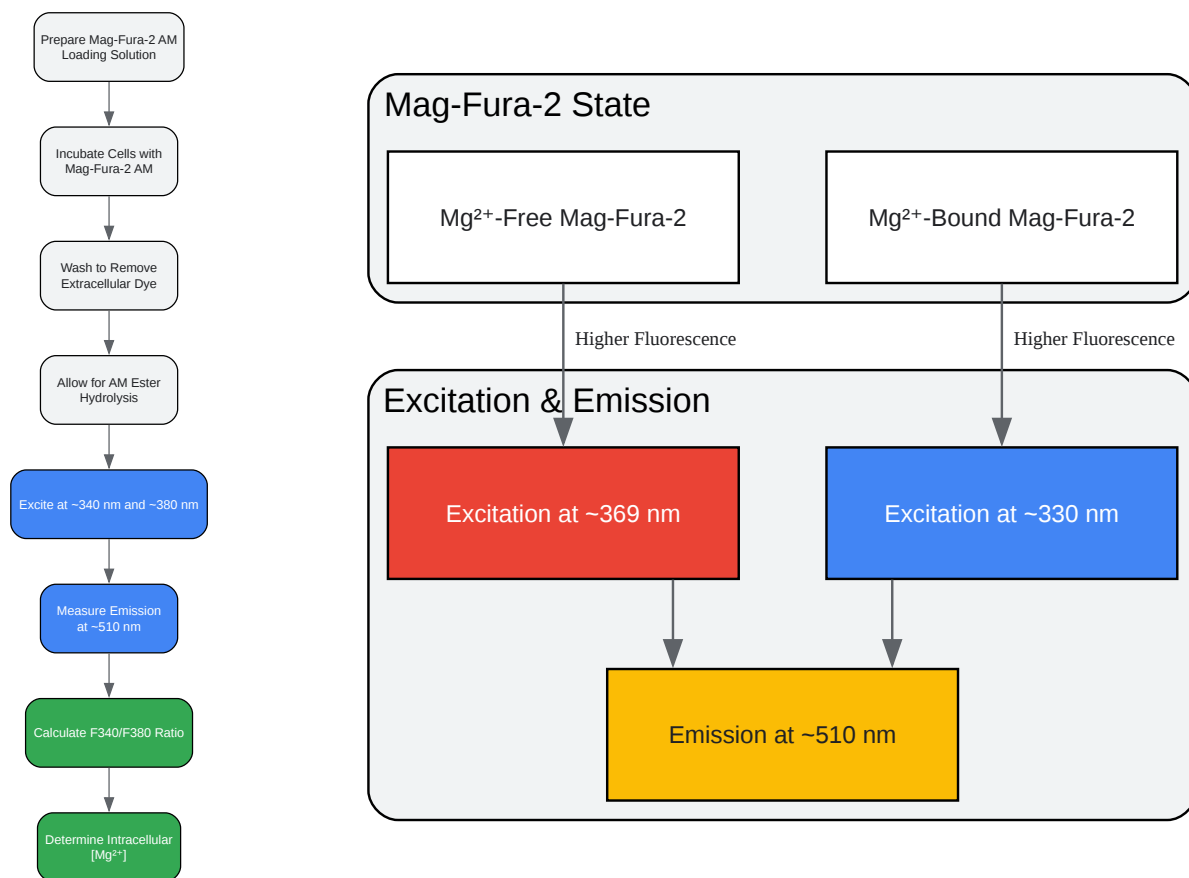 Prepare Mag-Fura-2 AM
Loading Solution
Incubate Cells with
Mag-Fura-2 AM
Wash to Remove
Extracellular Dye
Allow for AM Ester
Hydrolysis
Excite at ~340 nm and ~380 nm
Measure Emission
at ~510 nm
Calculate F340/F380 Ratio
Determine Intracellular
[Mg²⁺]
Mag-Fura-2 State
Mg²⁺-Free Mag-Fura-2
Mg²⁺-Bound Mag-Fura-2
Higher Fluorescence
Higher Fluorescence
Excitation & Emission
Excitation at ~369 nm
Excitation at ~330 nm
Emission at ~510 nm